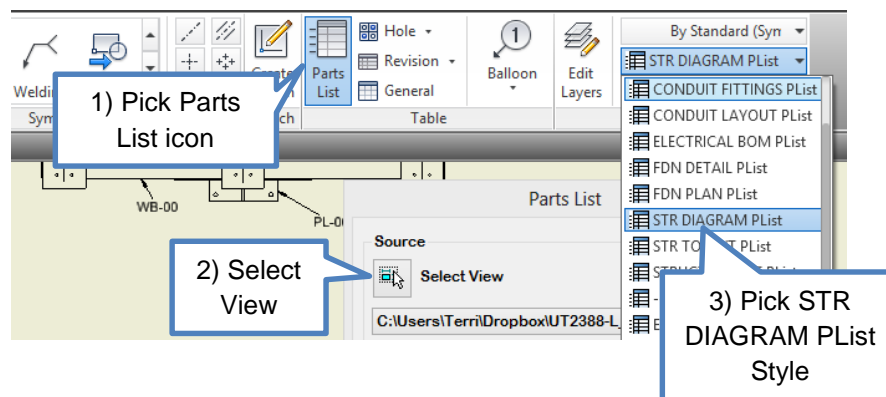 Hole
Revision
General
By Standard (Syn
STR DIAGRAM PList
Parts
List
Balloon
Edit
Layers
Table
1) Pick Parts
List icon
CONDUIT FITTINGS PList
CONDUIT LAYOUT PList
ELECTRICAL BOM PList
FDN DETAIL PList
FDN PLAN PList
STR DIAGRAM PList
WB-00
Parts List
Source
2) Select
View
Select View
C:\Users\Terri\Dropbox\UT2388-L_
3) Pick STR
DIAGRAM PList
Style
1